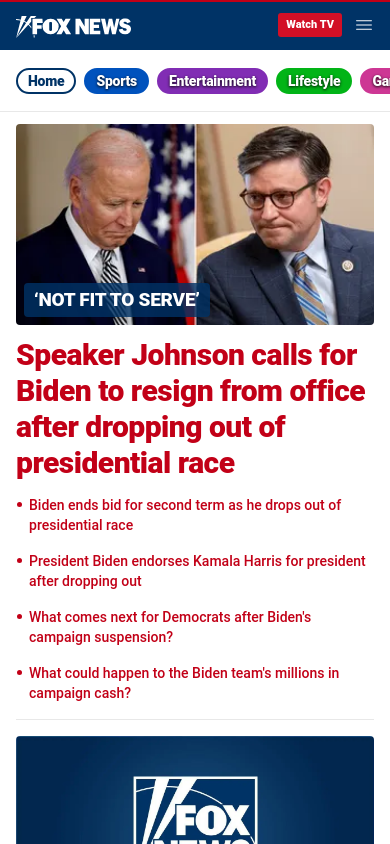 FOX NEWS
Watch TV
Home
Sports
Entertainment
Lifestyle
Ga
‘NOT FIT TO SERVE’
Speaker Johnson calls for
Biden to resign from office
after dropping out of
presidential race
• Biden ends bid for second term as he drops out of
presidential race
• President Biden endorses Kamala Harris for president
after dropping out
• What comes next for Democrats after Biden's
campaign suspension?
• What could happen to the Biden team's millions in
campaign cash?
FOX
NEWS